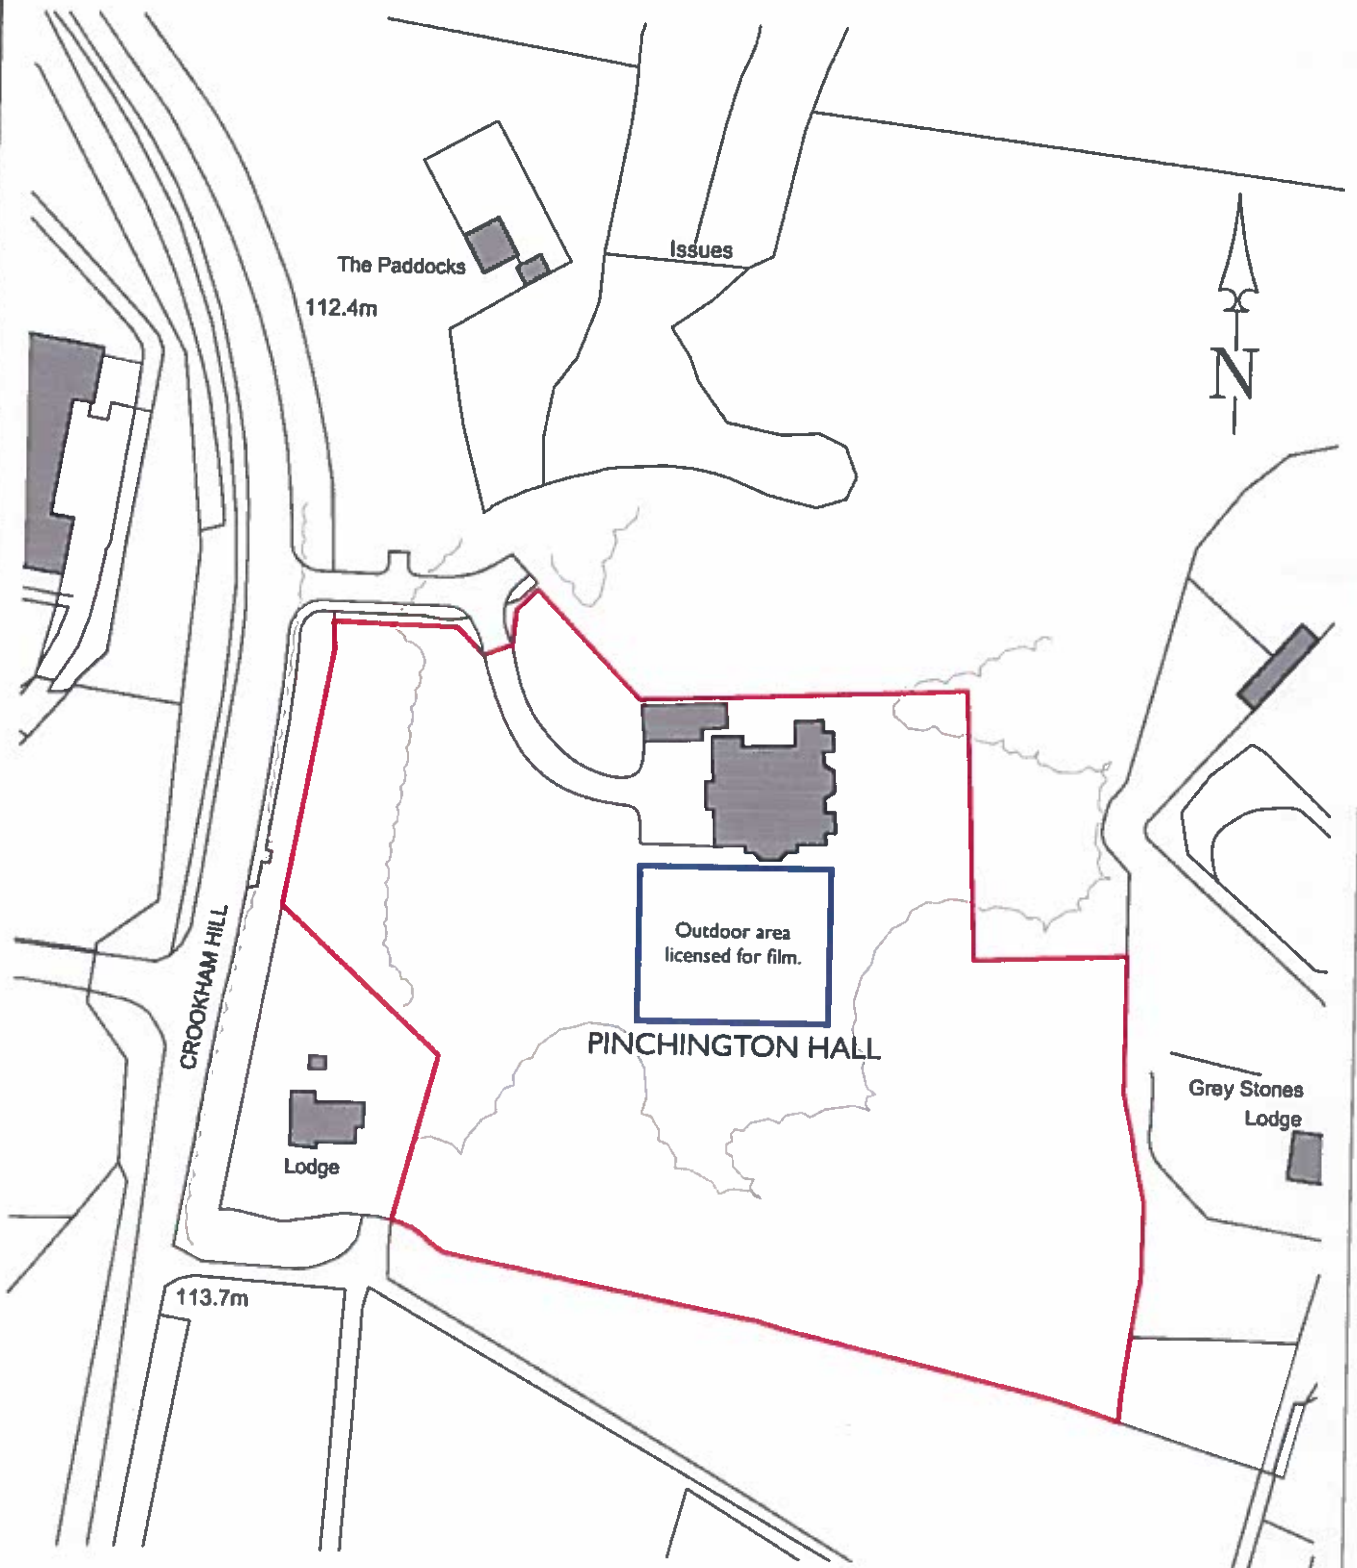 Issues
The Paddocks
112.4m
N
Outdoor area
licensed for film.
CROOKHAM HILL
PINCHINGTON HALL
Grey Stones
Lodge
Lodge
113.7m